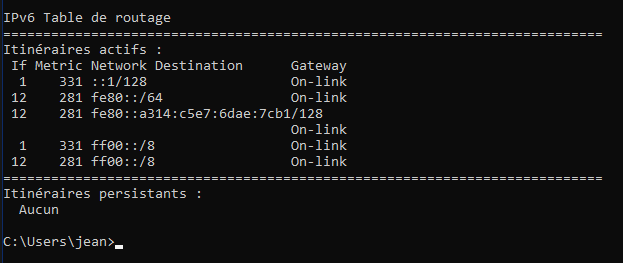 IPv6 Table de routage
===========================================================================
Itinéraires actifs :
 If Metric Network Destination      Gateway
  1    331 ::1/128                  On-link
 12    281 fe80::/64                On-link
 12    281 fe80::a314:c5e7:6dae:7cb1/128
                                    On-link
  1    331 ff00::/8                 On-link
 12    281 ff00::/8                 On-link
===========================================================================
Itinéraires persistants :
  Aucun
C:\Users\jean>